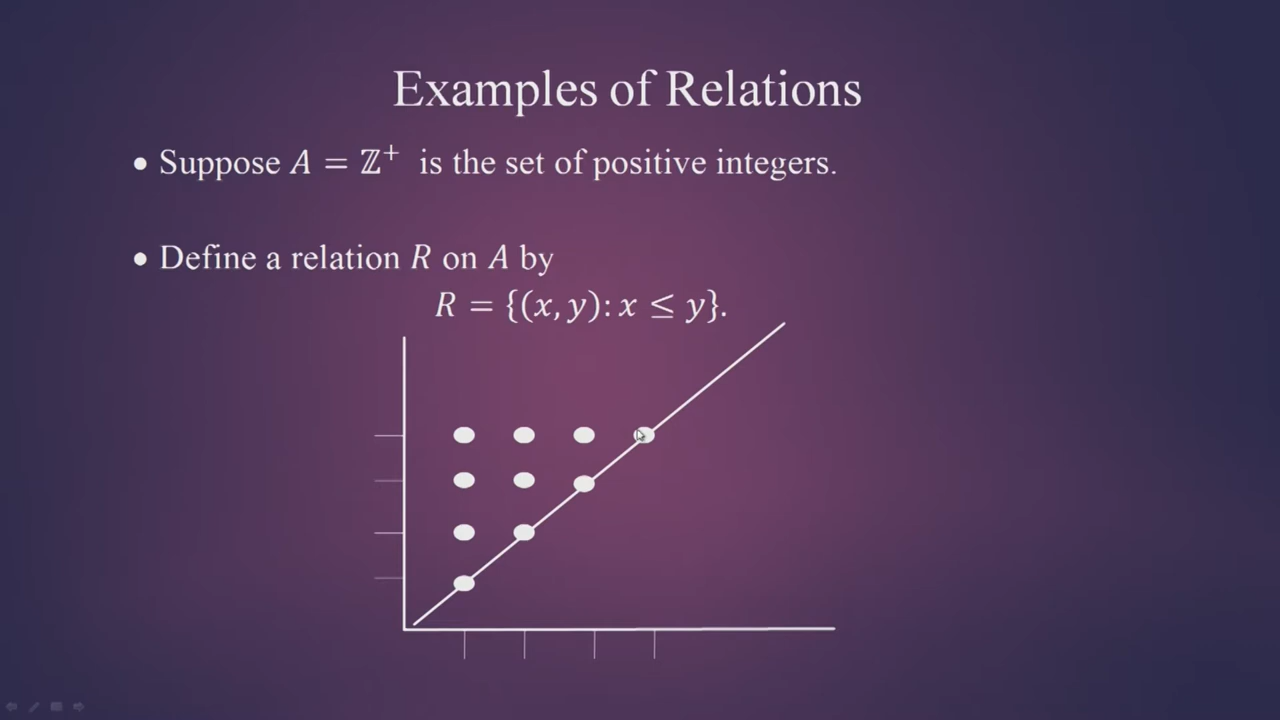 Examples of Relations
• Suppose 𝐴 = ℤ⁺ is the set of positive integers.
• Define a relation 𝑅 on 𝐴 by
𝑅 = {(𝑥, 𝑦): 𝑥 ≤ 𝑦}.